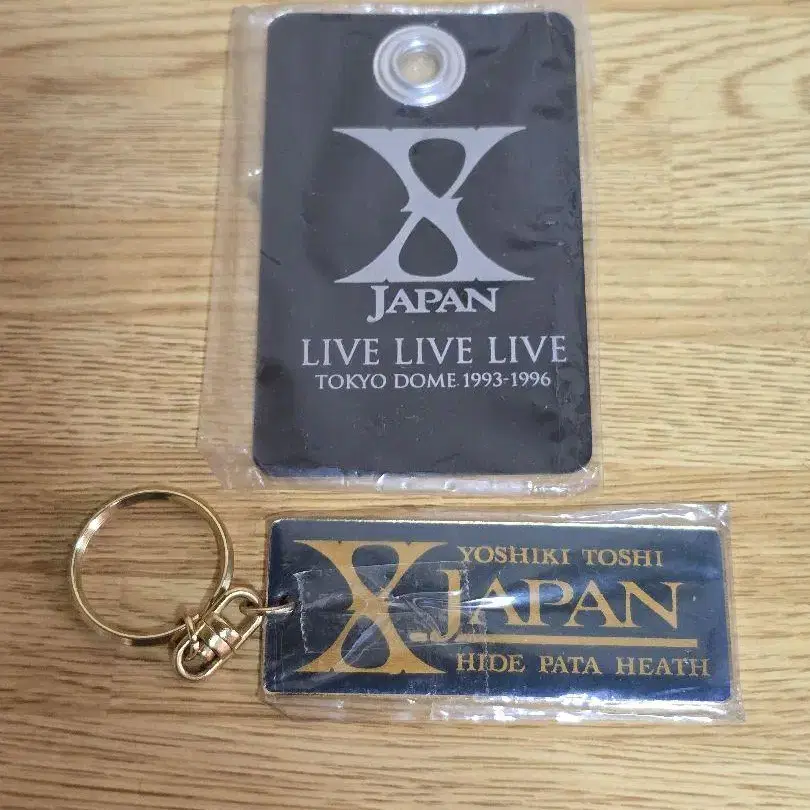 X
JAPAN
LIVE LIVE LIVE
TOKYO DOME 1993-1996
YOSHIKI TOSHI
X JAPAN
HIDE PATA HEATH